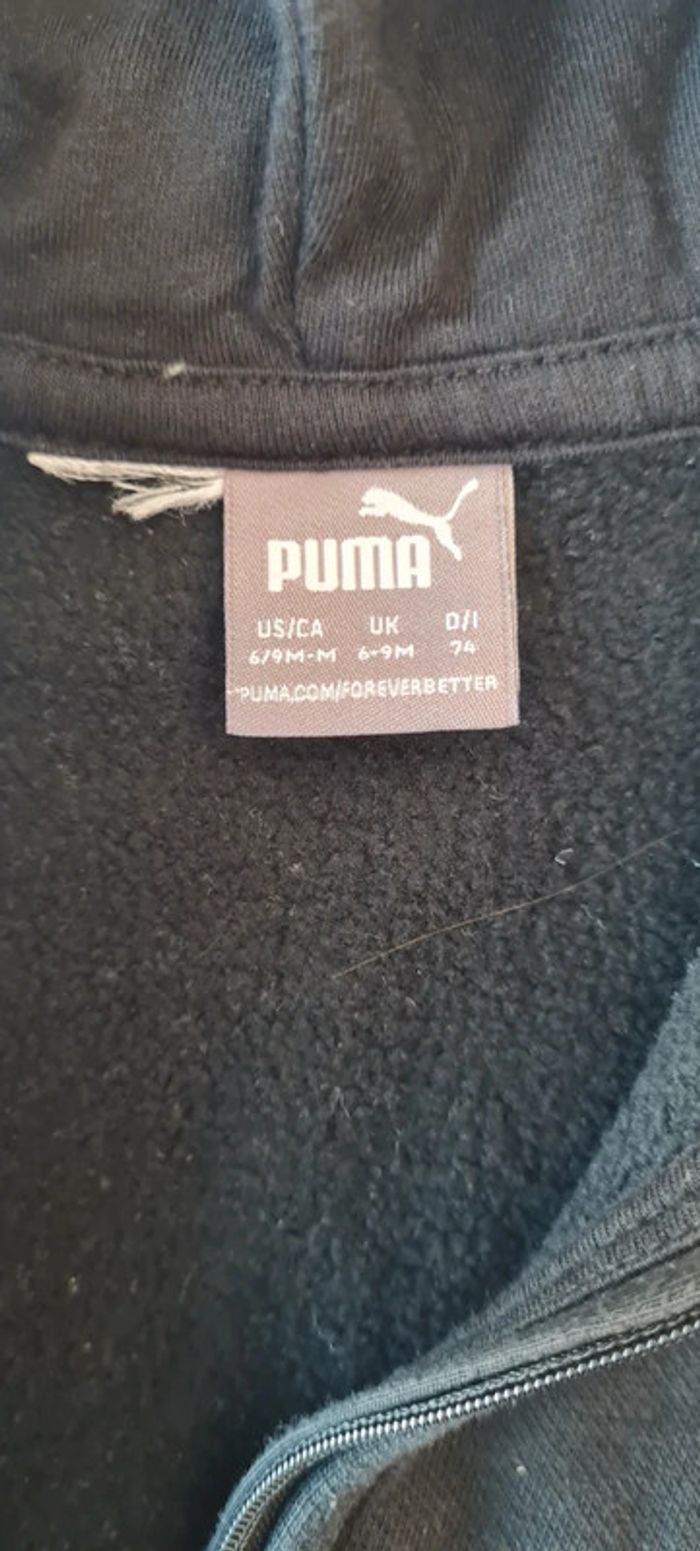 PUMA
US/CA UK D/I
6/9M-M 6-9M 74
PUMA.COM/FOREVERBETTER